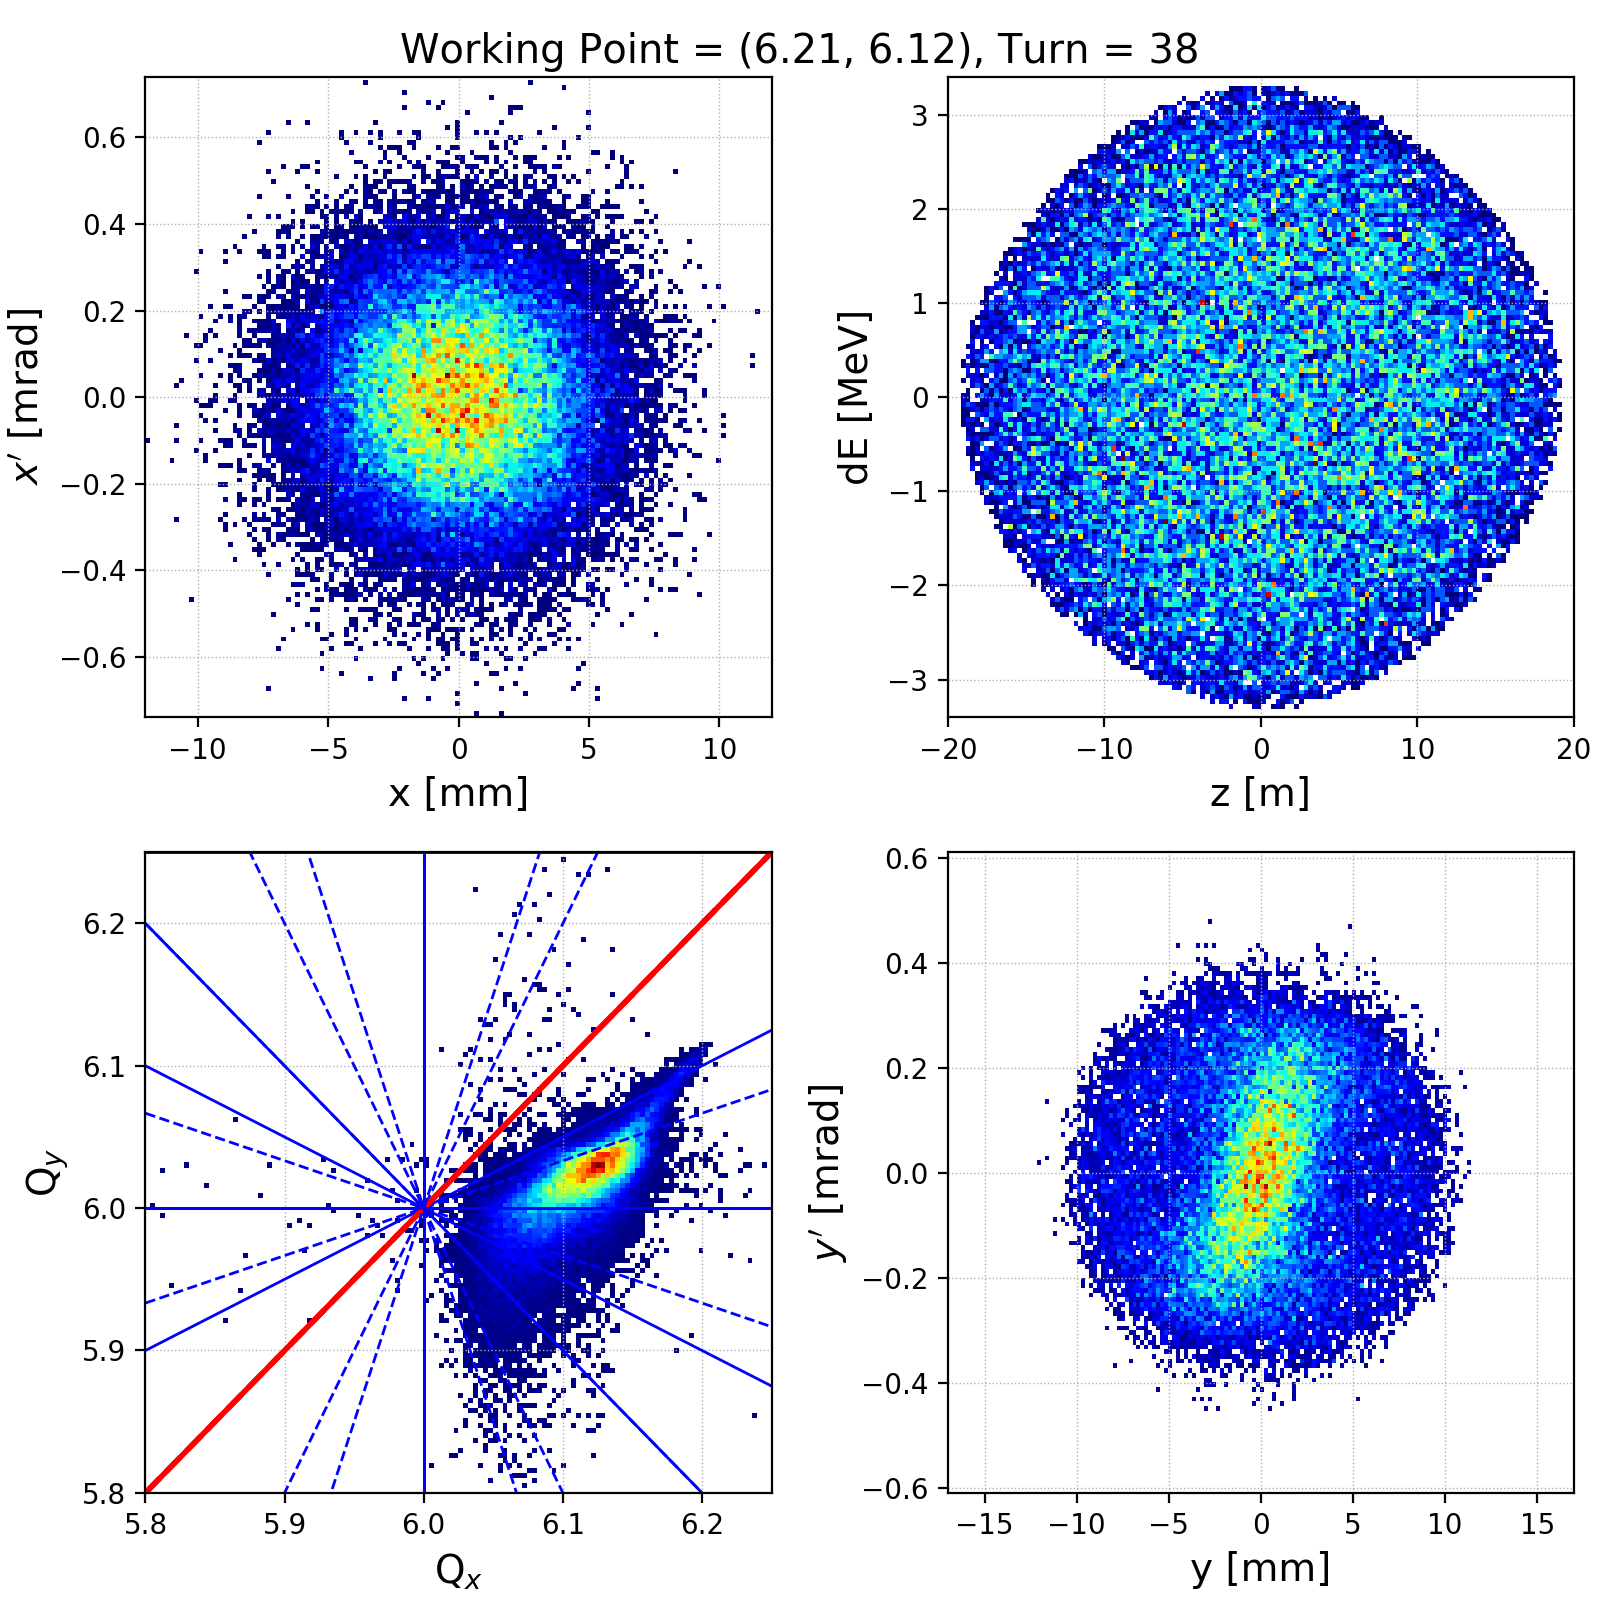 Working Point = (6.21, 6.12), Turn = 38
0.6
0.4
0.2
0.0
−0.2
−0.4
−0.6
x′ [mrad]
−10 −5 0 5 10
x [mm]
3
2
1
0
−1
−2
−3
dE [MeV]
−20 −10 0 10 20
z [m]
6.2
6.1
6.0
5.9
5.8
Qy
5.8 5.9 6.0 6.1 6.2
Qx
0.6
0.4
0.2
0.0
−0.2
−0.4
−0.6
y′ [mrad]
−15 −10 −5 0 5 10 15
y [mm]